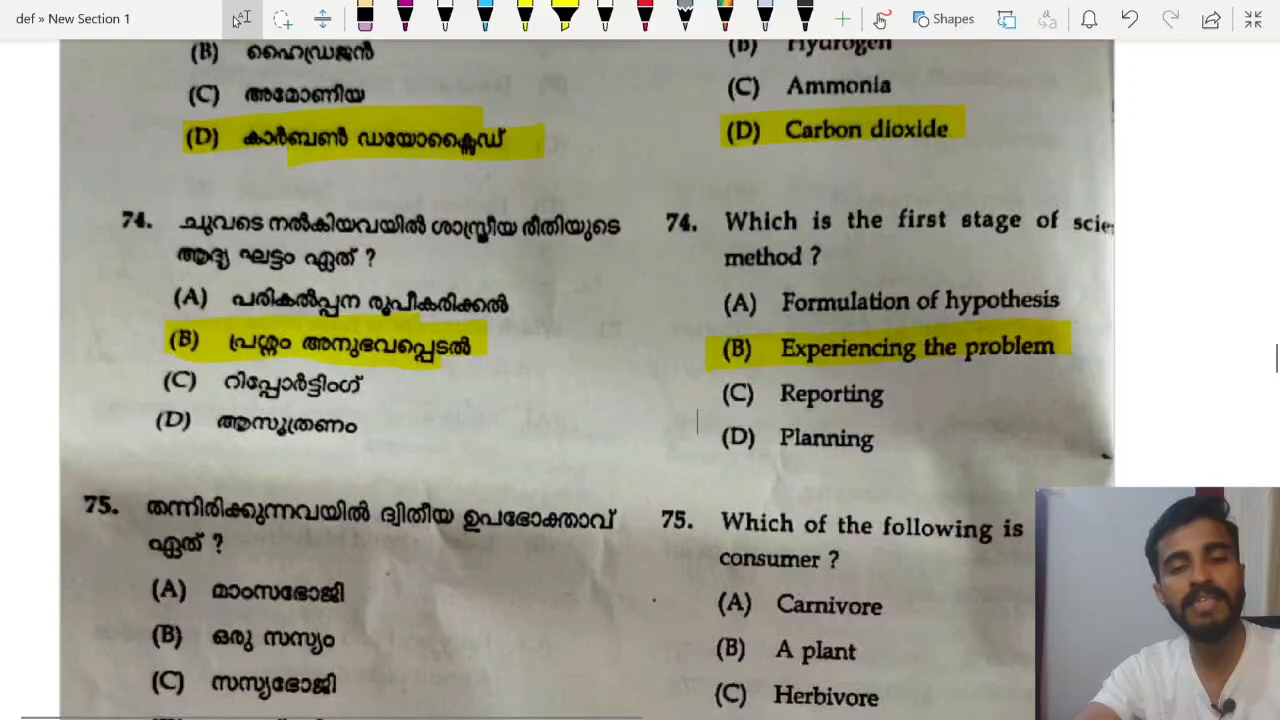 def » New Section 1
Shapes
(B) ഹൈഡ്രജൻ
(C) അമോണിയ
(D) കാർബൺ ഡയോക്സൈഡ്
74. ചുവടെ നൽകിയവയിൽ ശാസ്ത്രീയ രീതിയുടെ
ആദ്യ ഘട്ടം ഏത് ?
(A) പരികൽപ്പന രൂപീകരിക്കൽ
(B) പ്രശ്നം അനുഭവപ്പെടൽ
(C) റിപ്പോർട്ടിംഗ്
(D) ആസൂത്രണം
75. തന്നിരിക്കുന്നവയിൽ ദ്വിതീയ ഉപഭോക്താവ്
ഏത് ?
(A) മാംസഭോജി
(B) ഒരു സസ്യം
(C) സസ്യഭോജി
(B) Hydrogen
(C) Ammonia
(D) Carbon dioxide
74. Which is the first stage of scie
method ?
(A) Formulation of hypothesis
(B) Experiencing the problem
(C) Reporting
(D) Planning
75. Which of the following is
consumer ?
(A) Carnivore
(B) A plant
(C) Herbivore